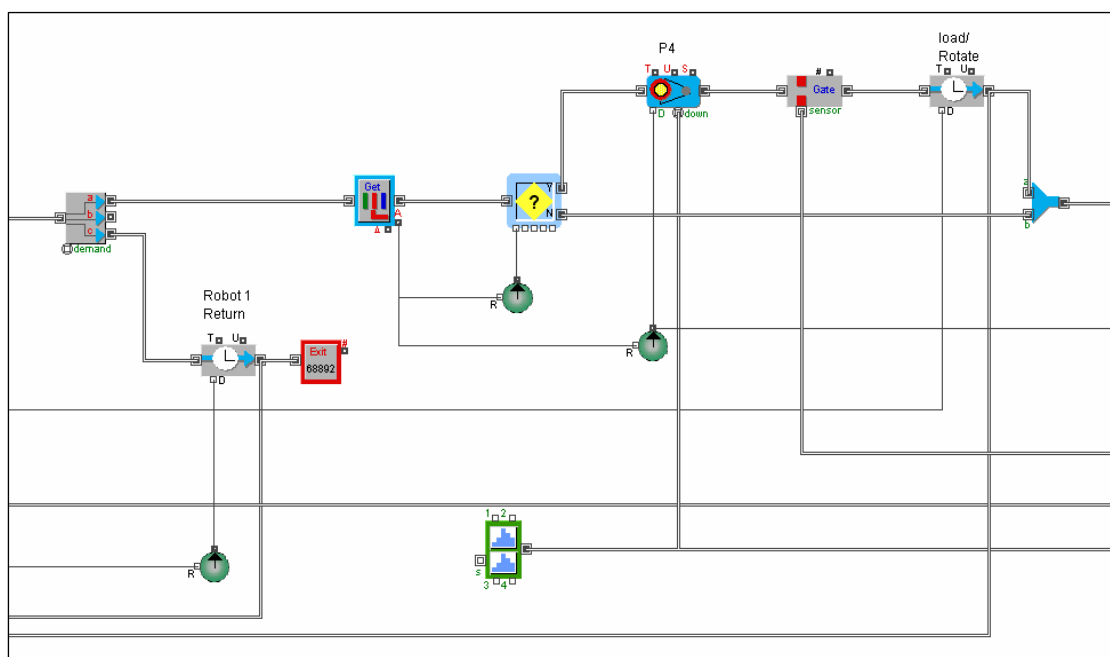 load/
Rotate
P4
T U S
#
T U
Gate
D down
sensor
D
Get
a
b
c
A
Δ
?
Y
N
a
b
demand
Robot 1
Return
R
T U
#
Exit
68892
R
D
1 2
s
3 4
R